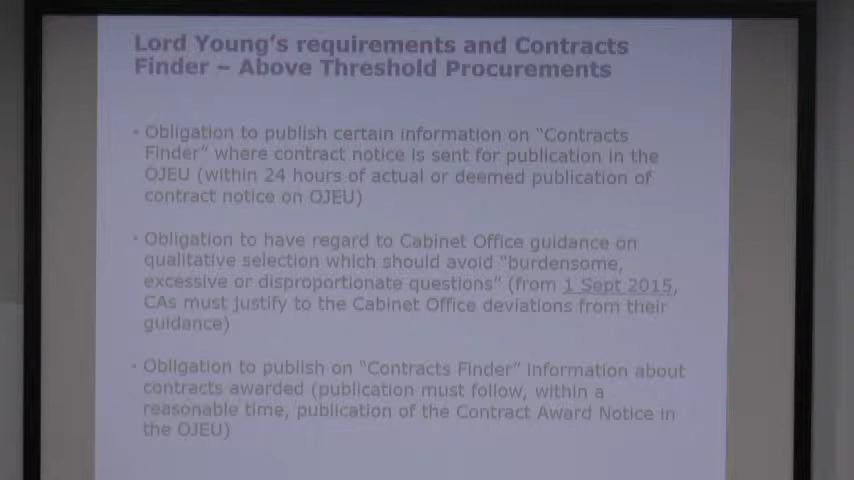 Lord Young's requirements and Contracts
Finder – Above Threshold Procurements
• Obligation to publish certain information on "Contracts
Finder" where contract notice is sent for publication in the
OJEU (within 24 hours of actual or deemed publication of
contract notice on OJEU)
• Obligation to have regard to Cabinet Office guidance on
qualitative selection which should avoid "burdensome,
excessive or disproportionate questions" (from 1 Sept 2015,
CAs must justify to the Cabinet Office deviations from their
guidance)
• Obligation to publish on "Contracts Finder" information about
contracts awarded (publication must follow, within a
reasonable time, publication of the Contract Award Notice in
the OJEU)